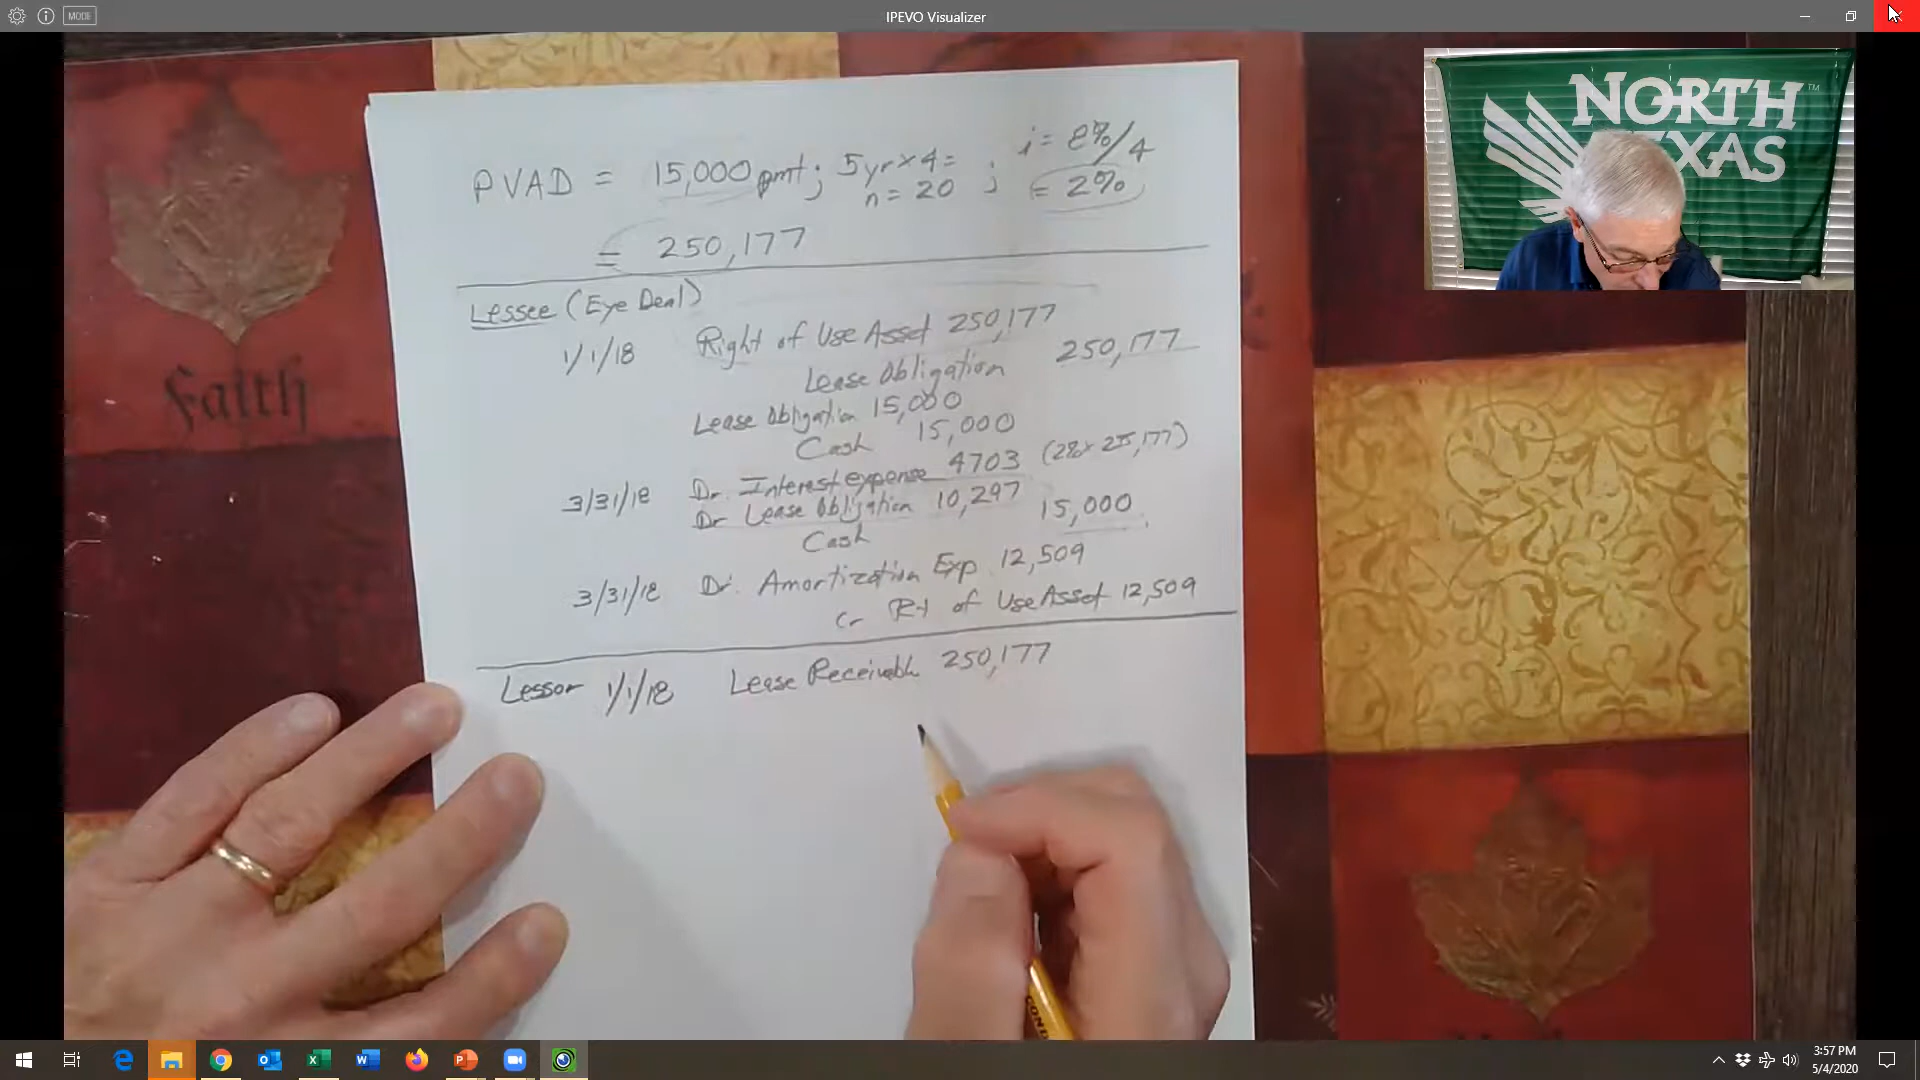 IPEVO Visualizer
MODE
NORTH TEXAS ™
Faith
PVAD = 15,000 pmt; 5yr × 4 = n = 20 ; i = 8%/4 = 2%
= 250,177
Lessee (Eye Deal)
1/1/18 Right of Use Asset 250,177
Lease Obligation 250,177
Lease Obligation 15,000
Cash 15,000
3/31/18 Dr. Interest expense 4703 (2% × 235,177)
Dr Lease Obligation 10,297
Cash 15,000
3/31/18 Dr. Amortization Exp 12,509
Cr Rt of Use Asset 12,509
Lessor 1/1/18 Lease Receivable 250,177
3:57 PM
5/4/2020